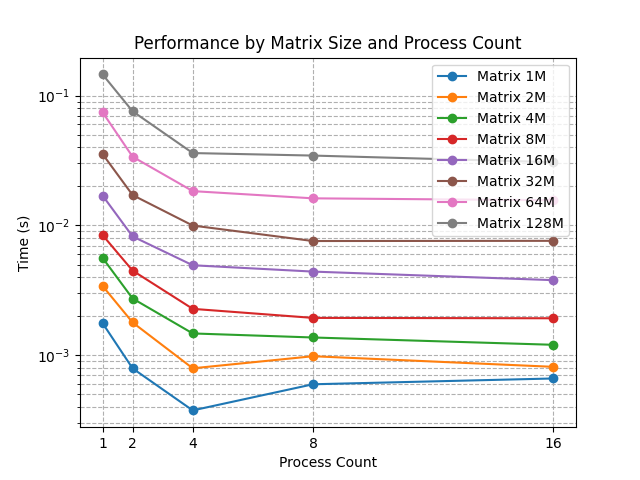 Performance by Matrix Size and Process Count
Time (s)
10⁻¹
10⁻²
10⁻³
Matrix 1M
Matrix 2M
Matrix 4M
Matrix 8M
Matrix 16M
Matrix 32M
Matrix 64M
Matrix 128M
1 2 4 8 16
Process Count